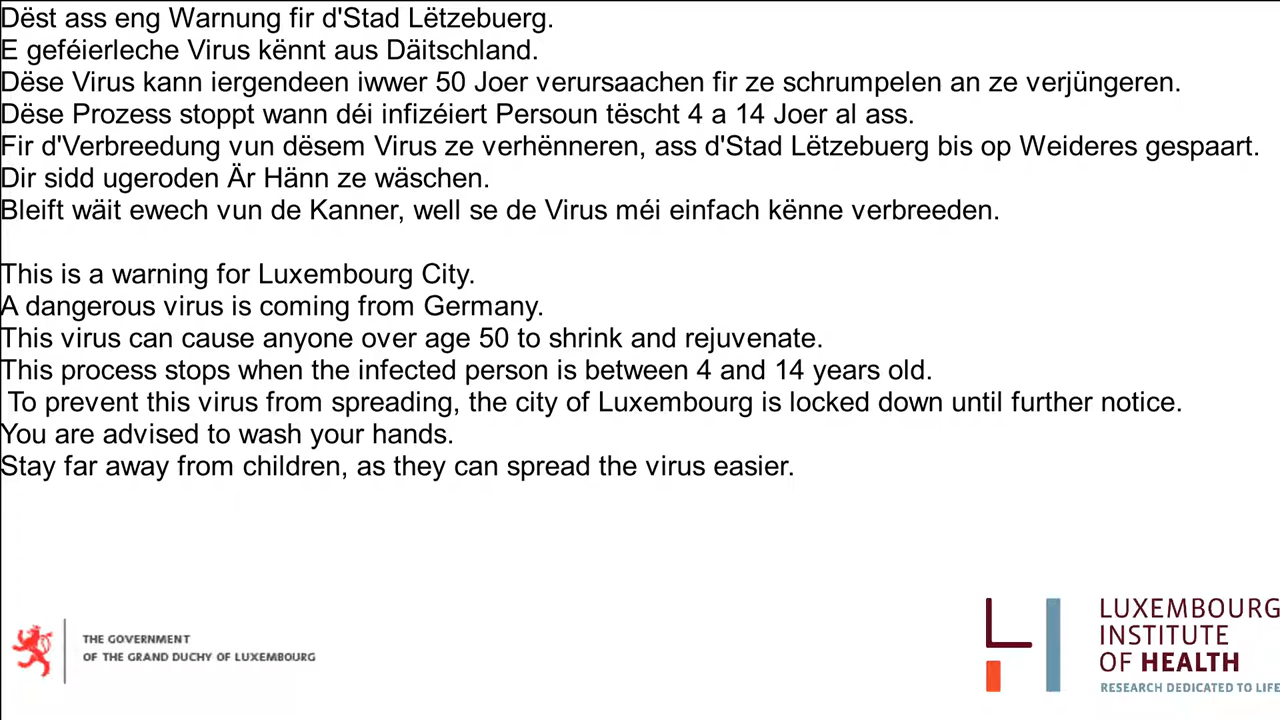 Dëst ass eng Warnung fir d'Stad Lëtzebuerg.
E geféierleche Virus kënnt aus Däitschland.
Dëse Virus kann iergendeen iwwer 50 Joer verursaachen fir ze schrumpelen an ze verjüngeren.
Dëse Prozess stoppt wann déi infizéiert Persoun tëscht 4 a 14 Joer al ass.
Fir d'Verbreedung vun dësem Virus ze verhënneren, ass d'Stad Lëtzebuerg bis op Weideres gespaart.
Dir sidd ugeroden Är Hänn ze wäschen.
Bleift wäit ewech vun de Kanner, well se de Virus méi einfach kënne verbreeden.
This is a warning for Luxembourg City.
A dangerous virus is coming from Germany.
This virus can cause anyone over age 50 to shrink and rejuvenate.
This process stops when the infected person is between 4 and 14 years old.
To prevent this virus from spreading, the city of Luxembourg is locked down until further notice.
You are advised to wash your hands.
Stay far away from children, as they can spread the virus easier.
THE GOVERNMENT
OF THE GRAND DUCHY OF LUXEMBOURG
LUXEMBOURG
INSTITUTE
OF HEALTH
RESEARCH DEDICATED TO LIFE